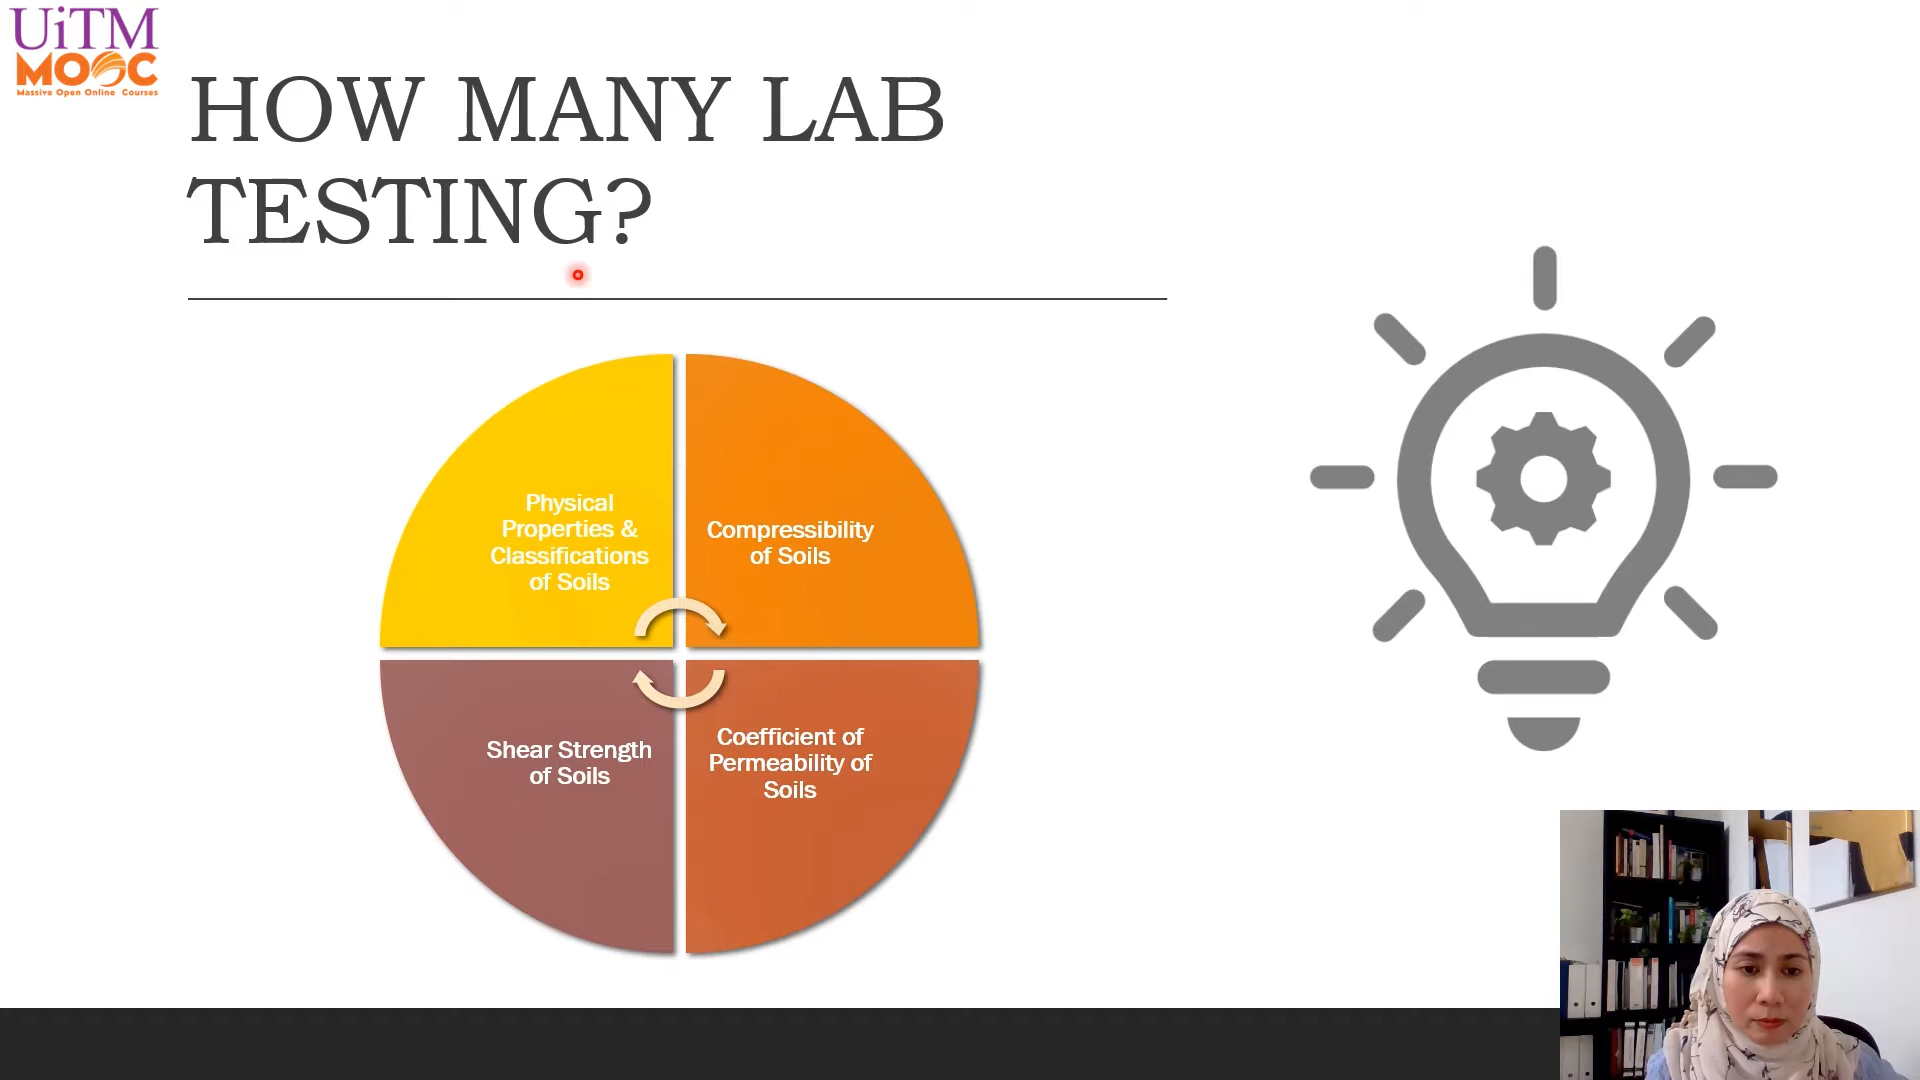 UiTM
MOOC
Massive Open Online Courses
HOW MANY LAB
TESTING?
Physical
Properties &
Classifications
of Soils
Compressibility
of Soils
Shear Strength
of Soils
Coefficient of
Permeability of
Soils